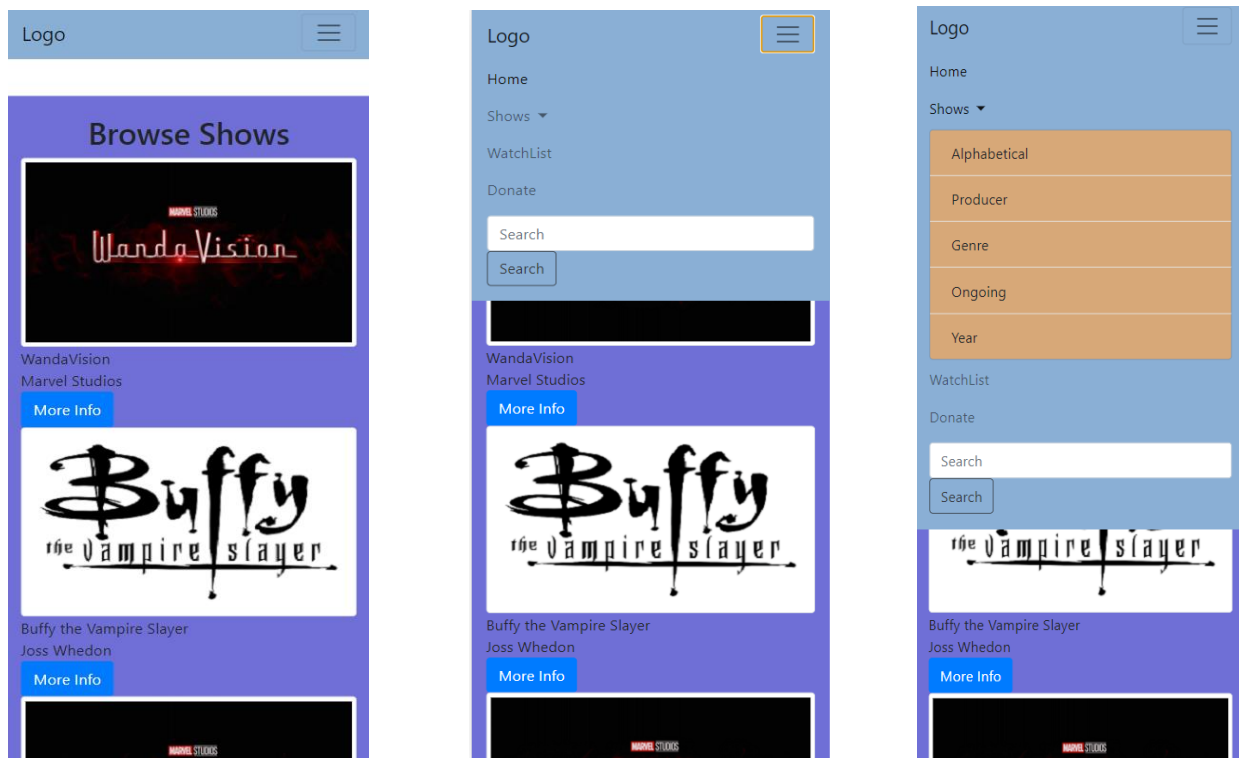 Logo
Browse Shows
MARVEL STUDIOS
WandaVision
WandaVision
Marvel Studios
More Info
Buffy
the vampire slayer
Buffy the Vampire Slayer
Joss Whedon
More Info
MARVEL STUDIOS
Logo
Home
Shows
WatchList
Donate
Search
Search
WandaVision
Marvel Studios
More Info
Buffy
the vampire slayer
Buffy the Vampire Slayer
Joss Whedon
More Info
MARVEL STUDIOS
Logo
Home
Shows
Alphabetical
Producer
Genre
Ongoing
Year
WatchList
Donate
Search
Search
the vampire slayer
Buffy the Vampire Slayer
Joss Whedon
More Info
MARVEL STUDIOS